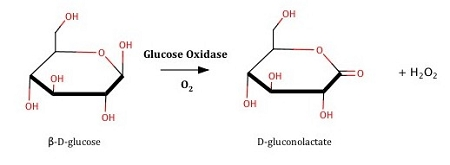 OH
O
OH
OH
OH
OH
β-D-glucose
Glucose Oxidase
O₂
OH
O
O
OH
OH
OH
D-gluconolactate
+ H₂O₂